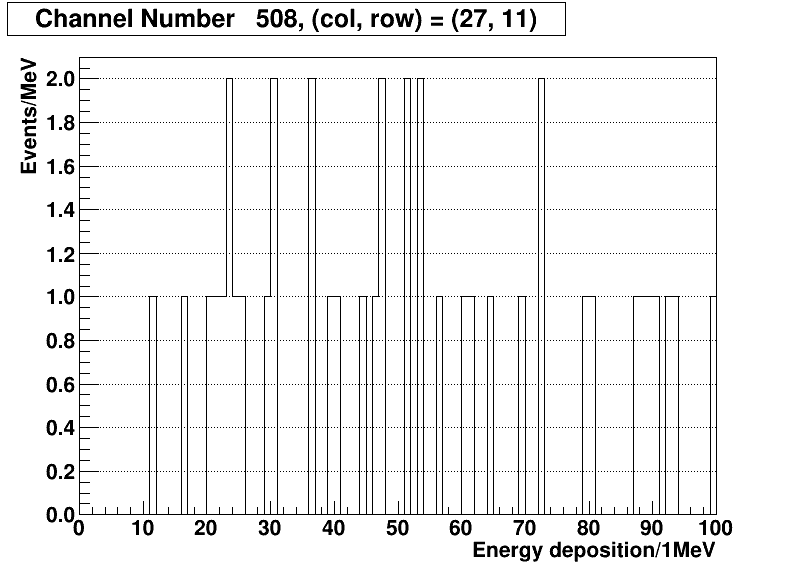 Channel Number 508, (col, row) = (27, 11)
Events/MeV
2.0
1.8
1.6
1.4
1.2
1.0
0.8
0.6
0.4
0.2
0.0
0 10 20 30 40 50 60 70 80 90 100
Energy deposition/1MeV